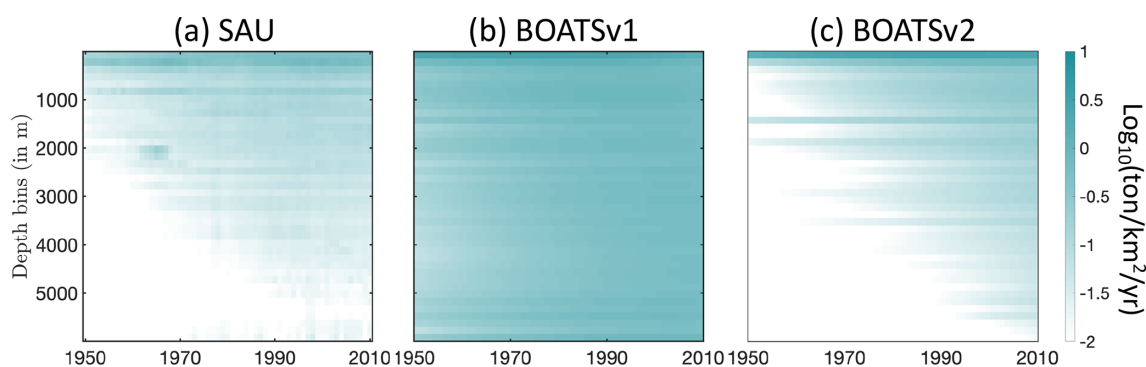 (a) SAU
(b) BOATSv1
(c) BOATSv2
Depth bins (in m)
1000
2000
3000
4000
5000
1950 1970 1990 2010
1950 1970 1990 2010
1950 1970 1990 2010
1
0.5
0
-0.5
-1
-1.5
-2
Log₁₀(ton/km²/yr)